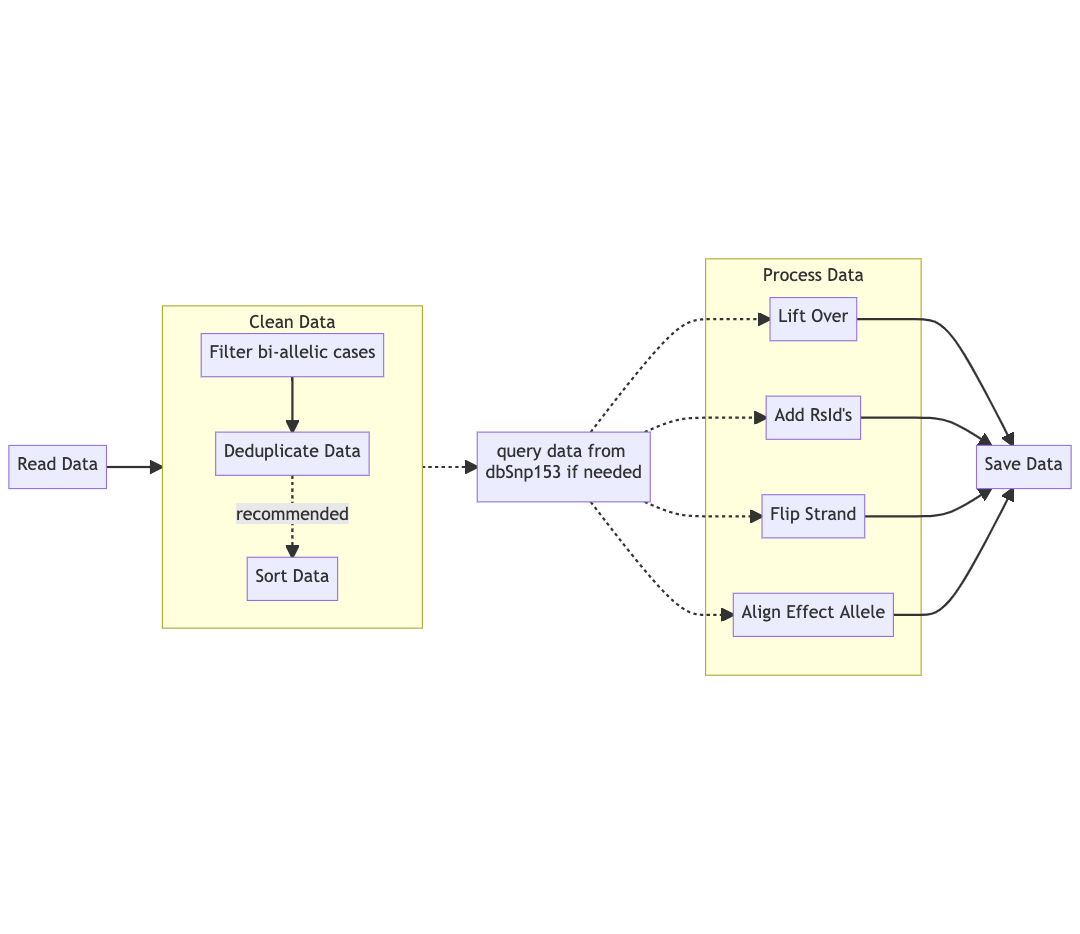 Read Data
Clean Data
Filter bi-allelic cases
Deduplicate Data
recommended
Sort Data
query data from
dbSnp153 if needed
Process Data
Lift Over
Add RsId's
Flip Strand
Align Effect Allele
Save Data